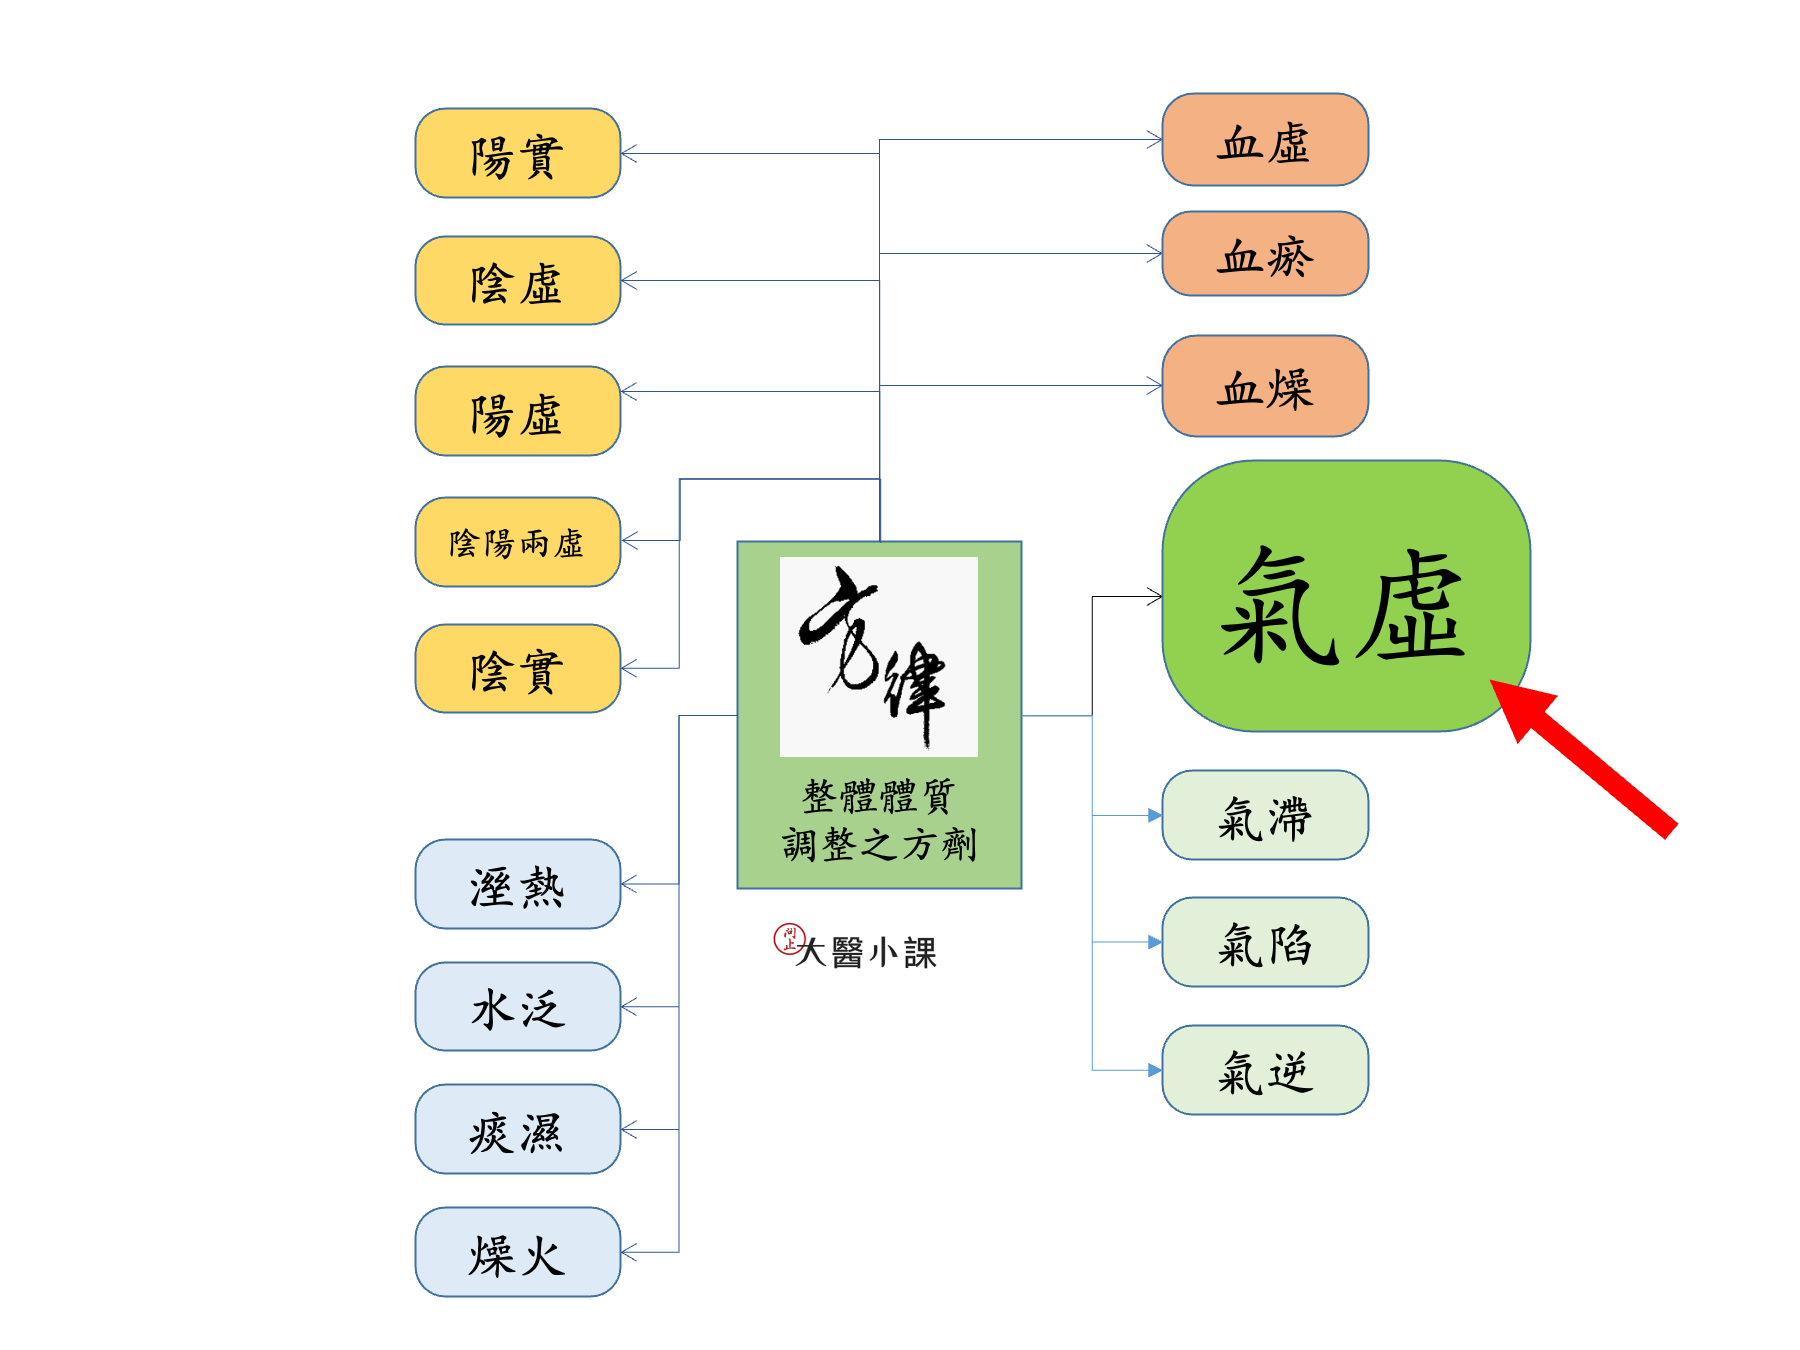 陽實
陰虛
陽虛
陰陽兩虛
陰實
溼熱
水泛
痰濕
燥火
方律
整體體質
調整之方劑
問止
大醫小課
血虛
血瘀
血燥
氣虛
氣滯
氣陷
氣逆